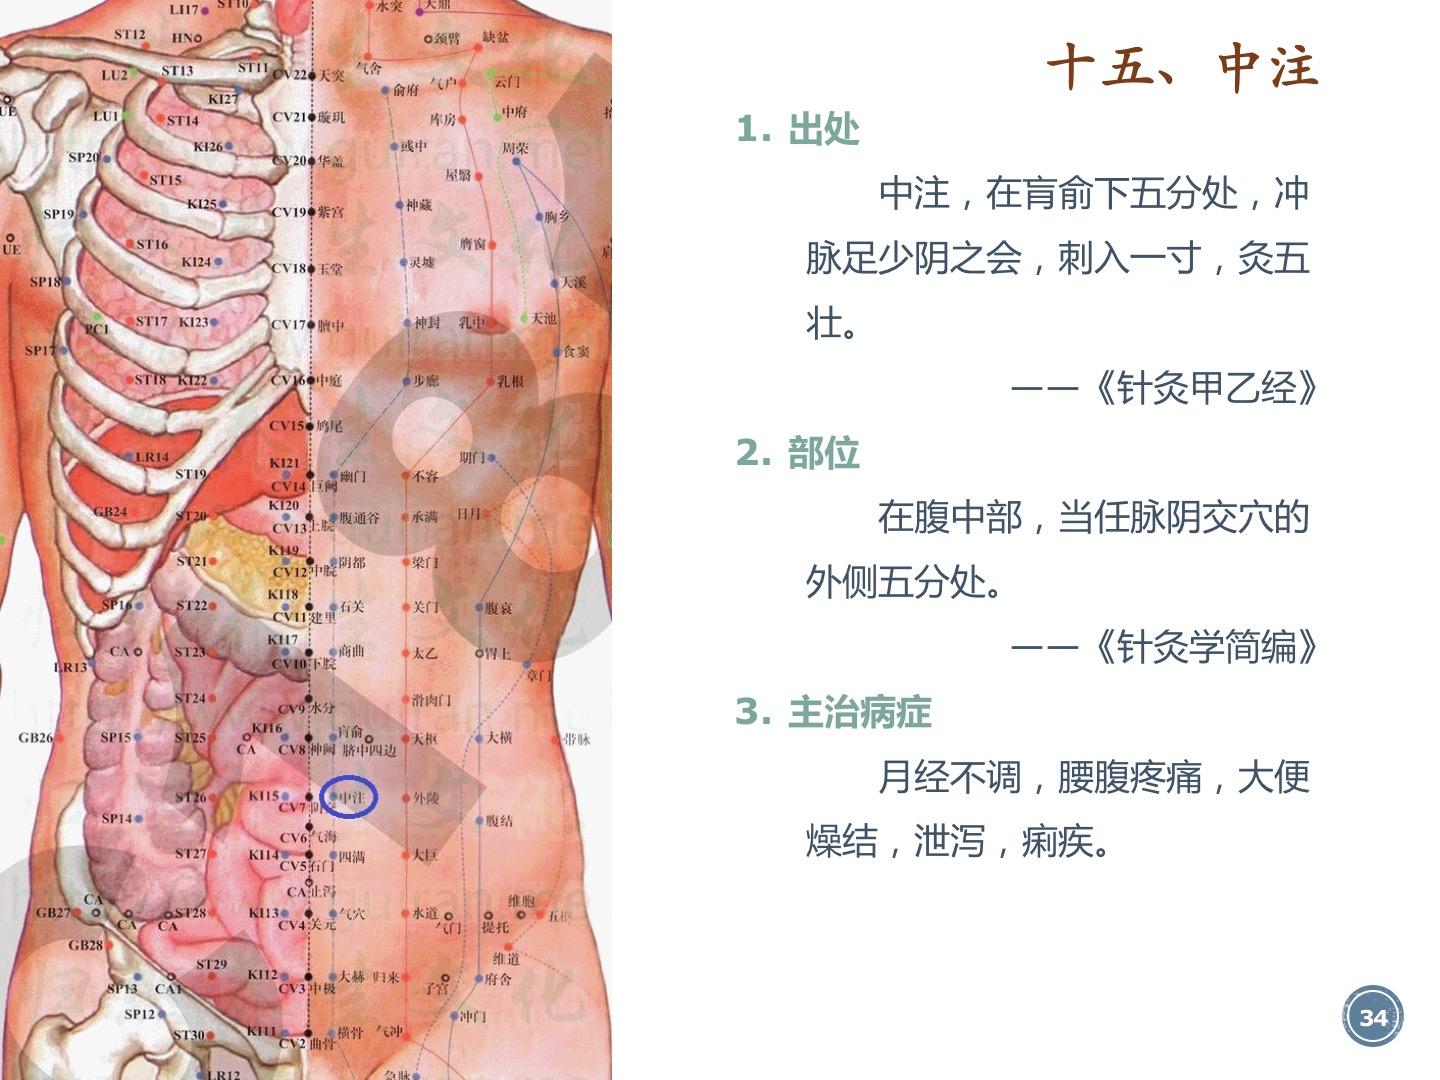 十五、中注
1. 出处
中注，在肓俞下五分处，冲
脉足少阴之会，刺入一寸，灸五
壮。
——《针灸甲乙经》
2. 部位
在腹中部，当任脉阴交穴的
外侧五分处。
——《针灸学简编》
3. 主治病症
月经不调，腰腹疼痛，大便
燥结，泄泻，痢疾。
34
LI17
ST10
水突
天鼎
ST12
HN
颈臂
缺盆
LU2
ST13
ST11
CV22
天突
气舍
气户
云门
KI27
俞府
UE
LU1
ST14
CV21
璇玑
库房
中府
SP20
KI26
CV20
华盖
彧中
周荣
ST15
屋翳
SP19
KI25
CV19
紫宫
神藏
胸乡
UE
ST16
KI24
CV18
玉堂
灵墟
膺窗
SP18
天溪
PC1
ST17
KI23
CV17
膻中
神封
乳中
天池
SP17
食窦
ST18
KI22
CV16
中庭
步廊
乳根
CV15
鸠尾
LR14
ST19
KI21
CV14
巨阙
幽门
不容
期门
GB24
ST20
KI20
CV13
上脘
腹通谷
承满
日月
ST21
KI19
CV12
中脘
阴都
梁门
SP16
ST22
KI18
CV11
建里
石关
关门
腹哀
CA
ST23
KI17
CV10
下脘
商曲
太乙
胃上
LR13
章门
ST24
CV9
水分
滑肉门
GB26
SP15
ST25
KI16
CA
CV8
神阙
肓俞
脐中四边
天枢
大横
带脉
ST26
KI15
CV7
阴交
中注
外陵
SP14
CV6
气海
腹结
ST27
KI14
CV5
石门
四满
大巨
CA
止泻
GB27
CA
CA
CA
ST28
KI13
CV4
关元
气穴
水道
气门
提托
维胞
五枢
GB28
维道
ST29
SP13
CA1
KI12
CV3
中极
大赫
归来
子宫
府舍
SP12
冲门
ST30
KI11
CV2
曲骨
横骨
气冲
LR12
急脉